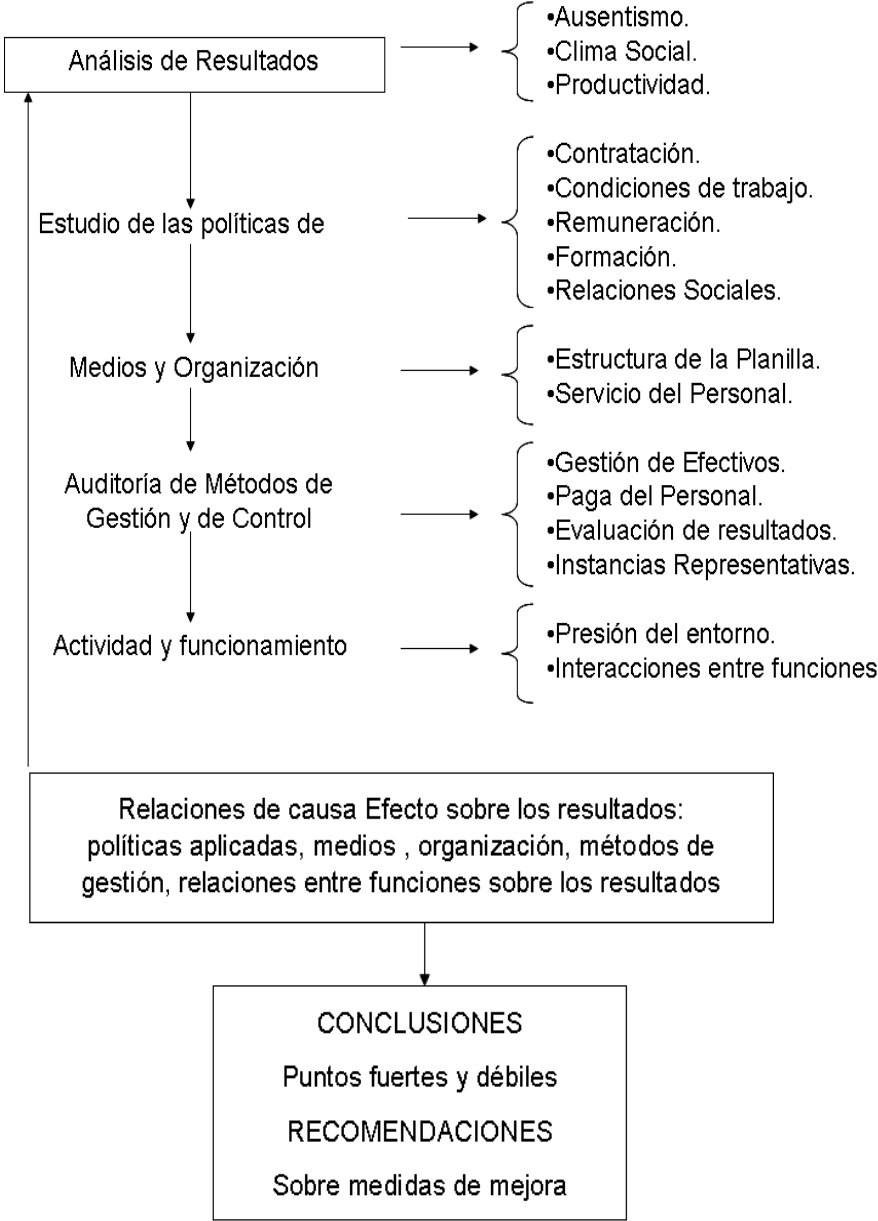 Análisis de Resultados
•Ausentismo.
•Clima Social.
•Productividad.
Estudio de las políticas de
•Contratación.
•Condiciones de trabajo.
•Remuneración.
•Formación.
•Relaciones Sociales.
Medios y Organización
•Estructura de la Planilla.
•Servicio del Personal.
Auditoría de Métodos de
Gestión y de Control
•Gestión de Efectivos.
•Paga del Personal.
•Evaluación de resultados.
•Instancias Representativas.
Actividad y funcionamiento
•Presión del entorno.
•Interacciones entre funciones
Relaciones de causa Efecto sobre los resultados:
políticas aplicadas, medios , organización, métodos de
gestión, relaciones entre funciones sobre los resultados
CONCLUSIONES
Puntos fuertes y débiles
RECOMENDACIONES
Sobre medidas de mejora